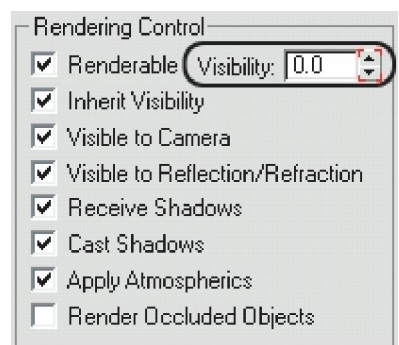 Rendering Control
Renderable Visibility: 0.0
Inherit Visibility
Visible to Camera
Visible to Reflection/Refraction
Receive Shadows
Cast Shadows
Apply Atmospherics
Render Occluded Objects